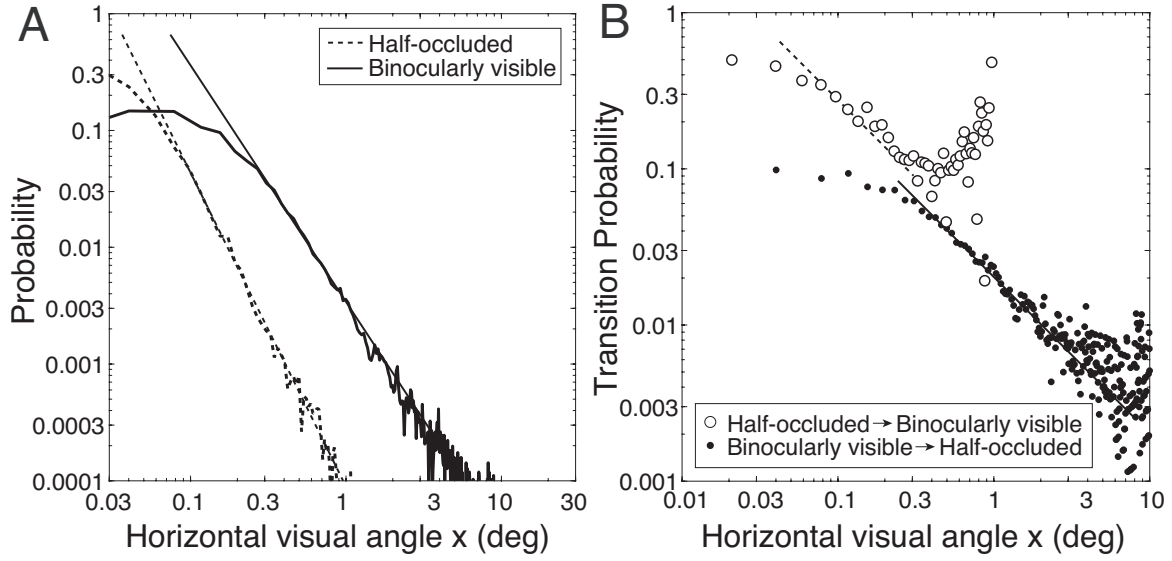 A
1
0.3
0.1
0.03
0.01
0.003
0.001
0.0003
0.0001
Probability
Half-occluded
Binocularly visible
0.03 0.1 0.3 1 3 10 30
Horizontal visual angle x (deg)
B
1
0.3
0.1
0.03
0.01
0.003
0.001
Transition Probability
Half-occluded→Binocularly visible
Binocularly visible→Half-occluded
0.01 0.03 0.1 0.3 1 3 10
Horizontal visual angle x (deg)